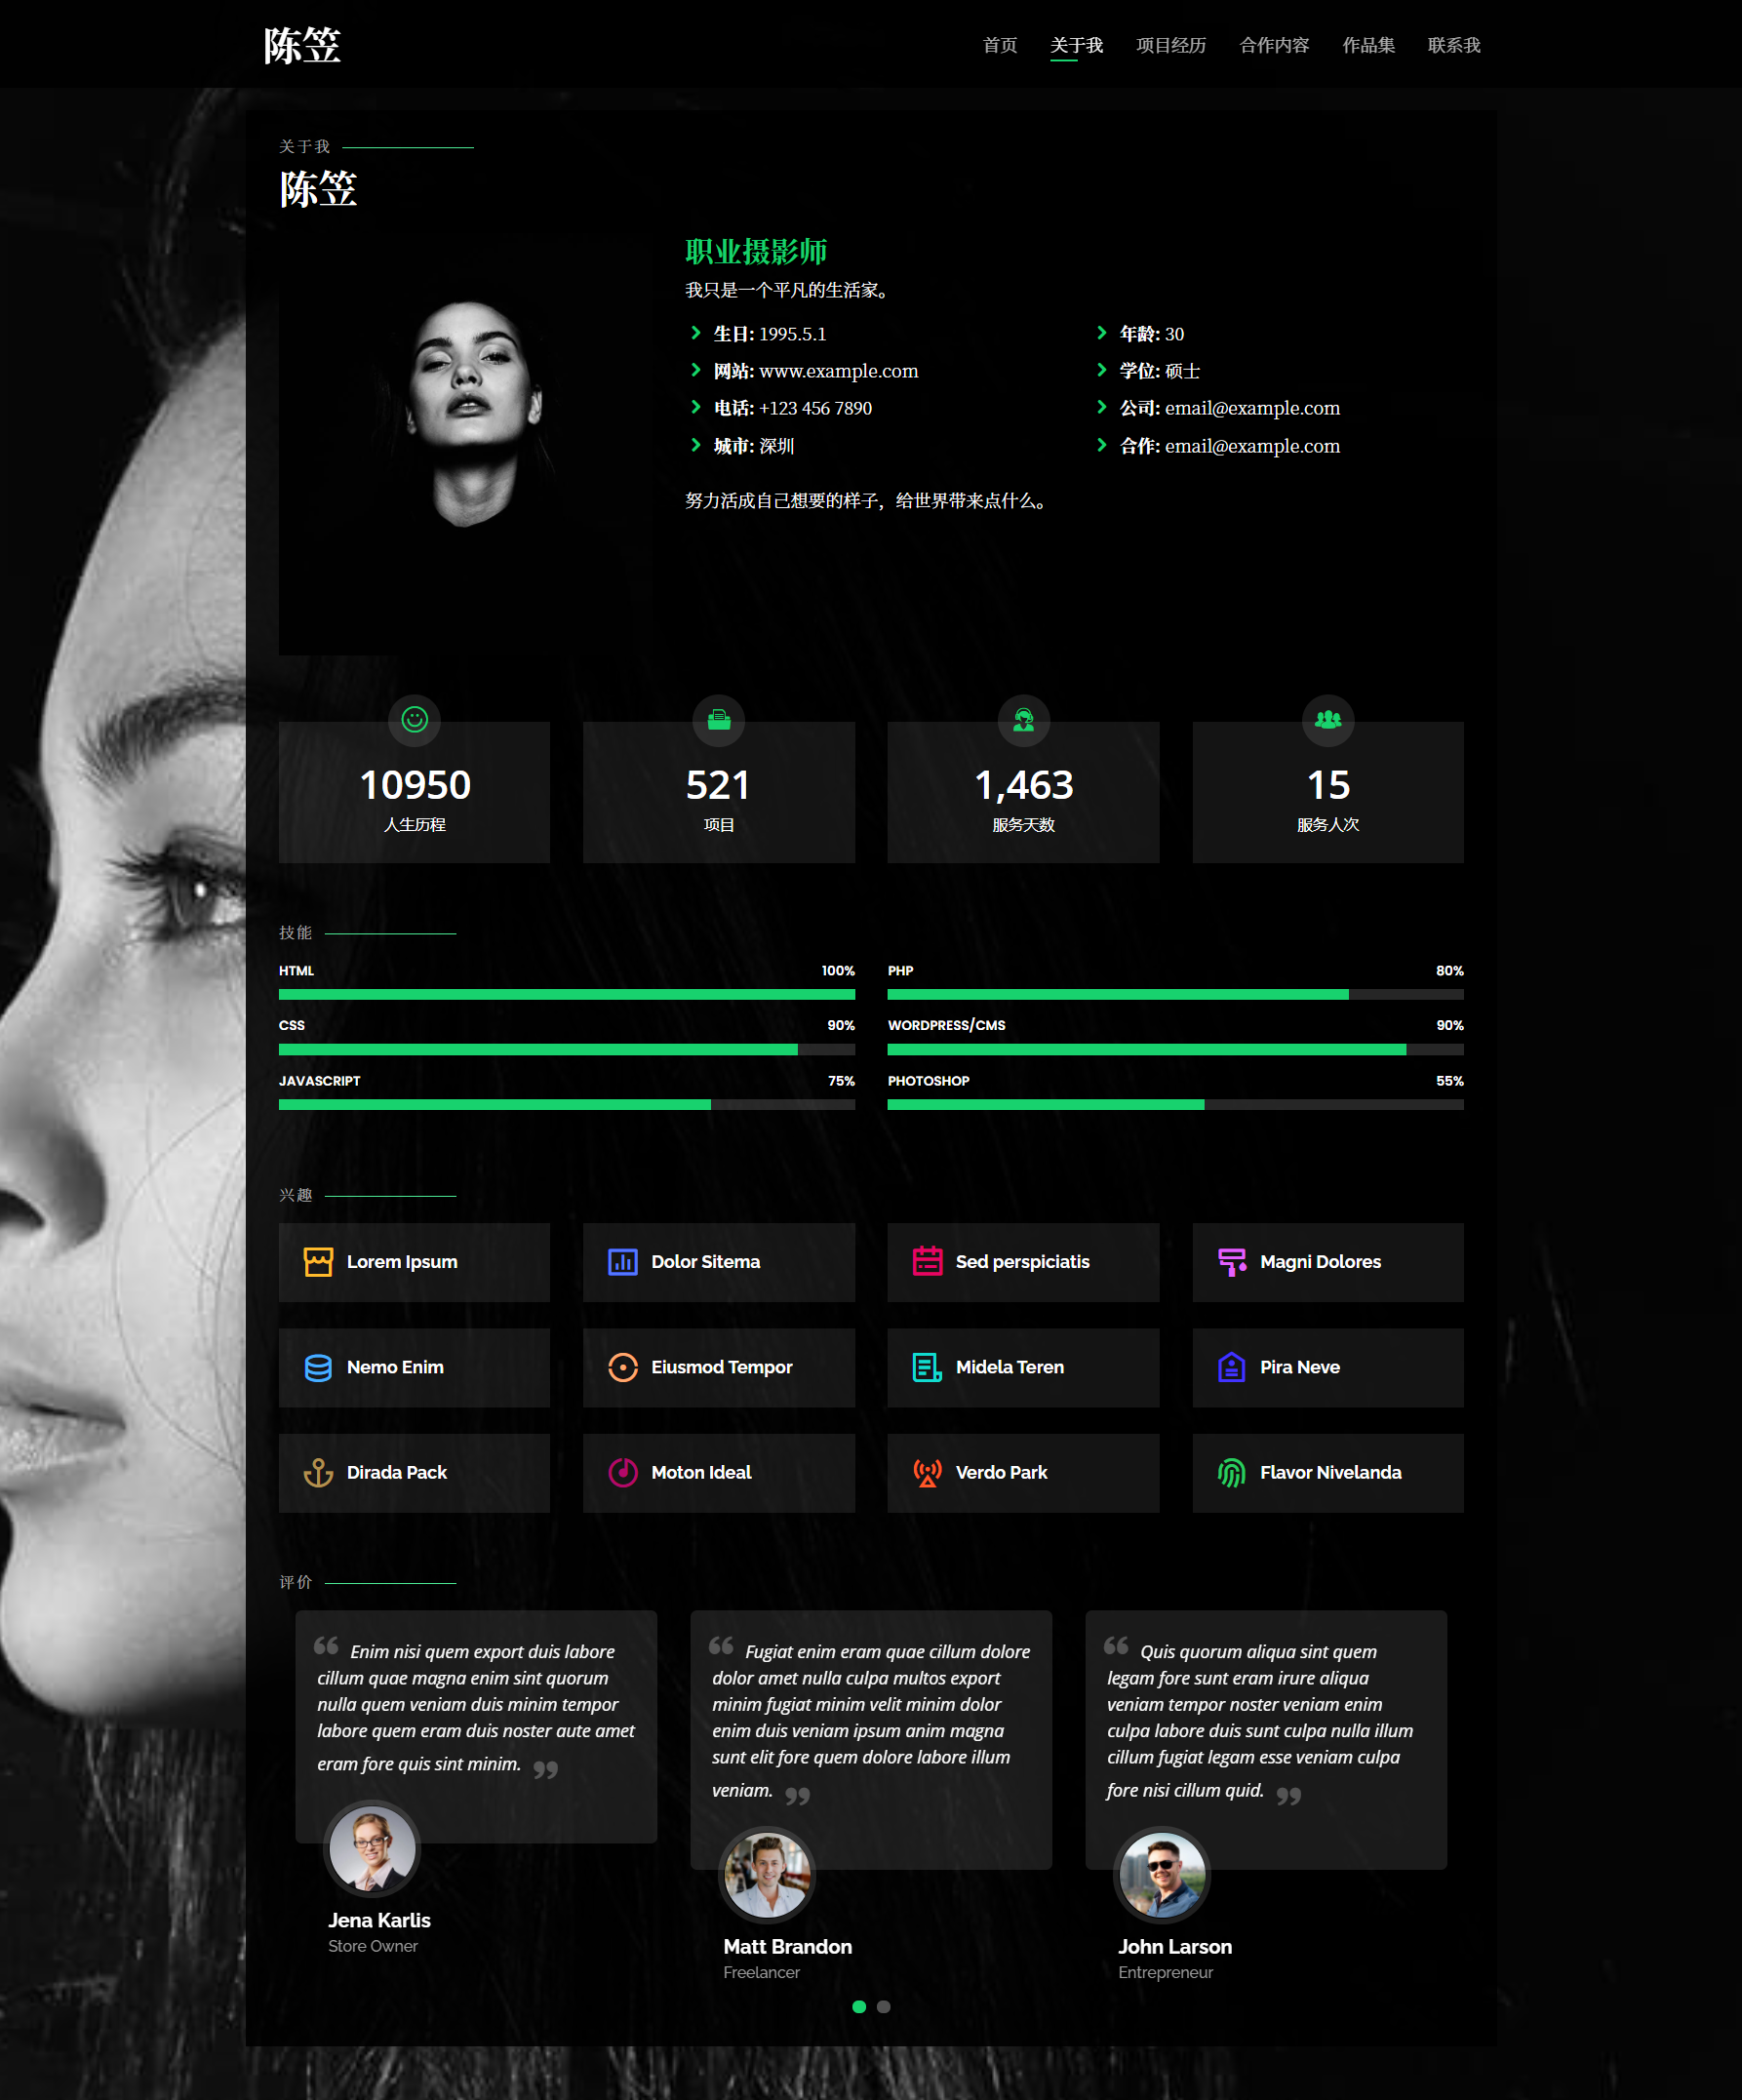 陈笠
首页 关于我 项目经历 合作内容 作品集 联系我
关于我
陈笠
职业摄影师
我只是一个平凡的生活家。
生日: 1995.5.1
网站: www.example.com
电话: +123 456 7890
城市: 深圳
年龄: 30
学位: 硕士
公司: email@example.com
合作: email@example.com
努力活成自己想要的样子，给世界带来点什么。
10950
人生历程
521
项目
1,463
服务天数
15
服务人次
技能
HTML 100%
CSS 90%
JAVASCRIPT 75%
PHP 80%
WORDPRESS/CMS 90%
PHOTOSHOP 55%
兴趣
Lorem Ipsum
Dolor Sitema
Sed perspiciatis
Magni Dolores
Nemo Enim
Eiusmod Tempor
Midela Teren
Pira Neve
Dirada Pack
Moton Ideal
Verdo Park
Flavor Nivelanda
评价
“ Enim nisi quem export duis labore
cillum quae magna enim sint quorum
nulla quem veniam duis minim tempor
labore quem eram duis noster aute amet
eram fore quis sint minim. ”
Jena Karlis
Store Owner
“ Fugiat enim eram quae cillum dolore
dolor amet nulla culpa multos export
minim fugiat minim velit minim dolor
enim duis veniam ipsum anim magna
sunt elit fore quem dolore labore illum
veniam. ”
Matt Brandon
Freelancer
“ Quis quorum aliqua sint quem
legam fore sunt eram irure aliqua
veniam tempor noster veniam enim
culpa labore duis sunt culpa nulla illum
cillum fugiat legam esse veniam culpa
fore nisi cillum quid. ”
John Larson
Entrepreneur